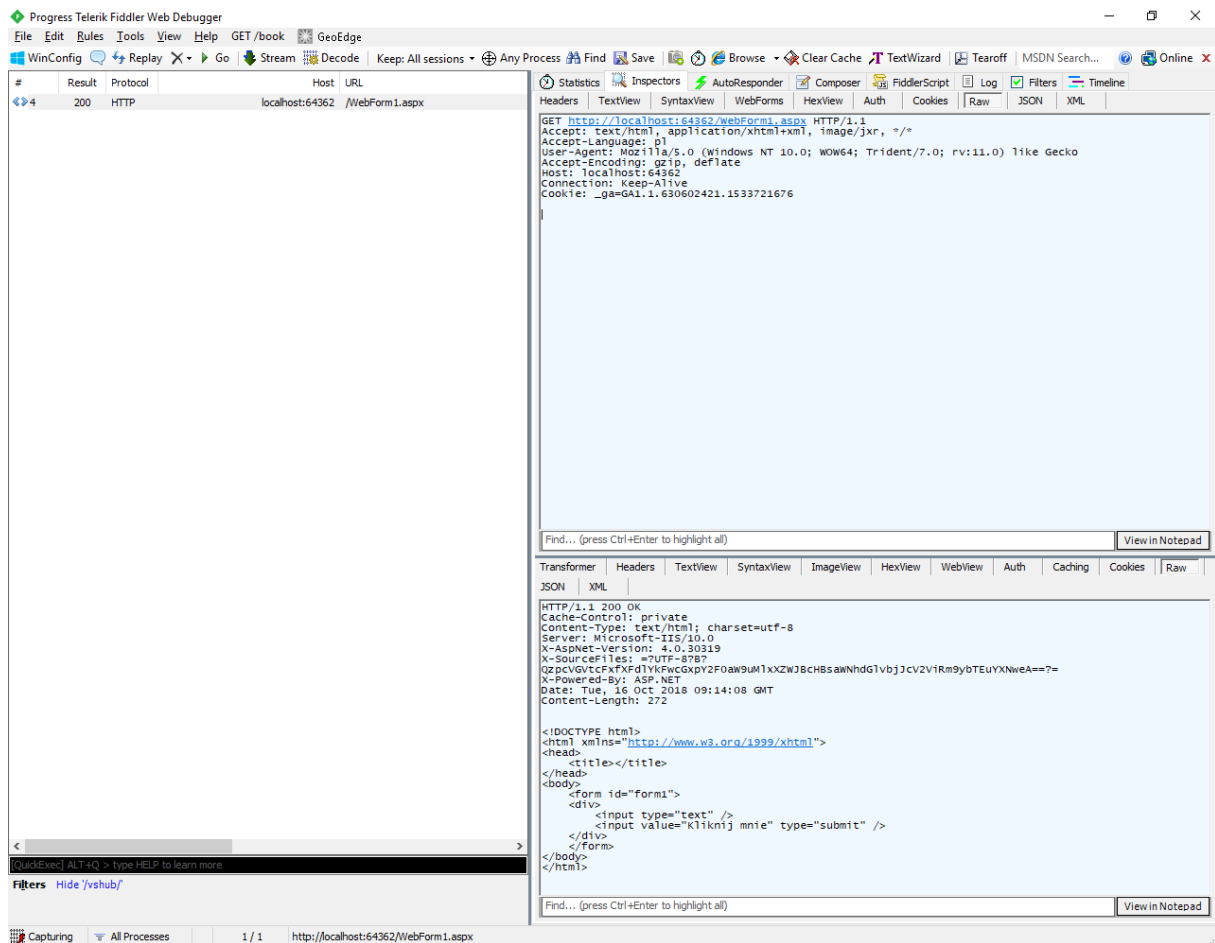 Progress Telerik Fiddler Web Debugger
File Edit Rules Tools View Help GET /book GeoEdge
WinConfig Replay Go Stream Decode Keep: All sessions Any Process Find Save Browse Clear Cache TextWizard Tearoff MSDN Search... Online
# Result Protocol Host URL
4 200 HTTP localhost:64362 /WebForm1.aspx
[QuickExec] ALT+Q > type HELP to learn more
Filters Hide '/vshub/'
Statistics Inspectors AutoResponder Composer FiddlerScript Log Filters Timeline
Headers TextView SyntaxView WebForms HexView Auth Cookies Raw JSON XML
GET http://localhost:64362/WebForm1.aspx HTTP/1.1
Accept: text/html, application/xhtml+xml, image/jxr, */*
Accept-Language: pl
User-Agent: Mozilla/5.0 (Windows NT 10.0; WOW64; Trident/7.0; rv:11.0) like Gecko
Accept-Encoding: gzip, deflate
Host: localhost:64362
Connection: Keep-Alive
Cookie: _ga=GA1.1.630602421.1533721676
Find... (press Ctrl+Enter to highlight all) View in Notepad
Transformer Headers TextView SyntaxView ImageView HexView WebView Auth Caching Cookies Raw
JSON XML
HTTP/1.1 200 OK
Cache-Control: private
Content-Type: text/html; charset=utf-8
Server: Microsoft-IIS/10.0
X-AspNet-Version: 4.0.30319
X-SourceFiles: =?UTF-8?B?
X-Powered-By: ASP.NET
Date: Tue, 16 Oct 2018 09:14:08 GMT
Content-Length: 272
<!DOCTYPE html>
<html xmlns="http://www.w3.org/1999/xhtml">
<head>
<title></title>
</head>
<body>
<form id="form1">
<div>
<input type="text" />
<input value="Kliknij mnie" type="submit" />
</div>
</form>
</body>
</html>
Find... (press Ctrl+Enter to highlight all) View in Notepad
Capturing All Processes 1 / 1 http://localhost:64362/WebForm1.aspx